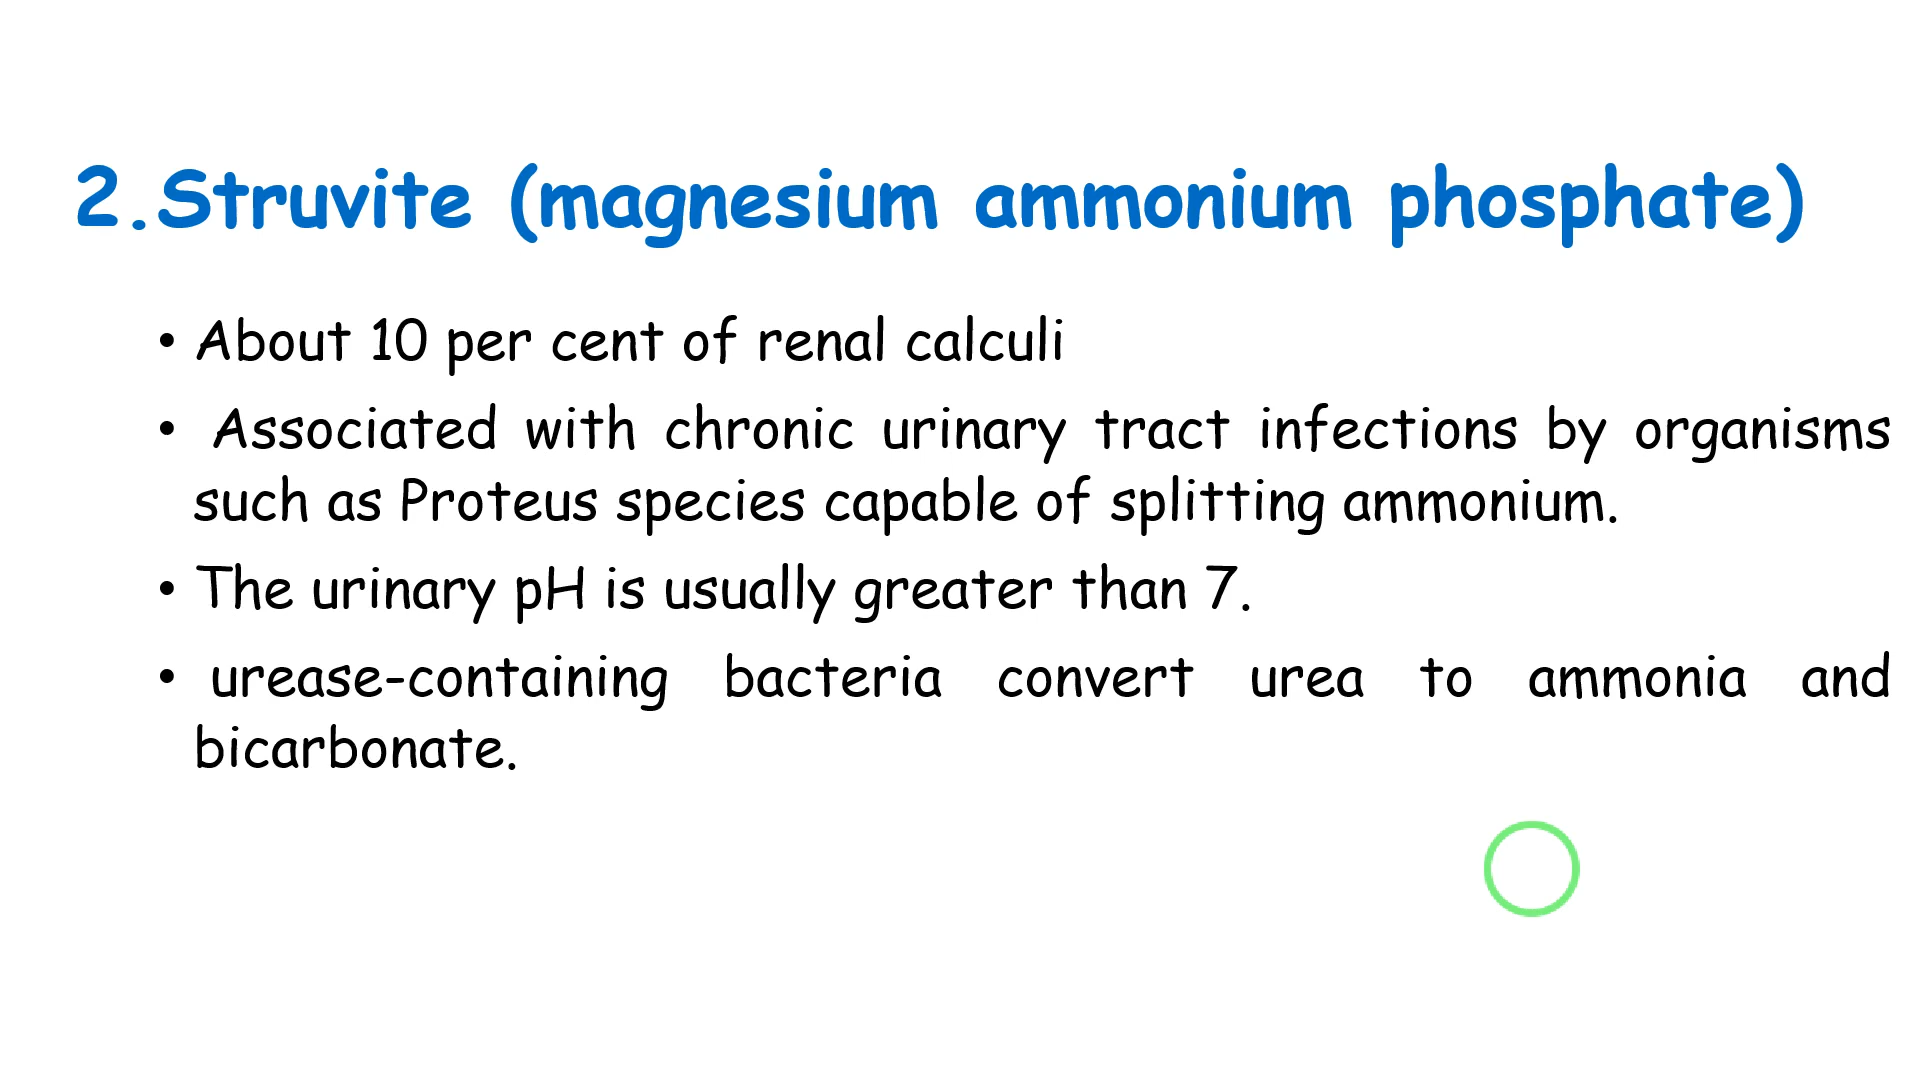 2.Struvite (magnesium ammonium phosphate)
• About 10 per cent of renal calculi
• Associated with chronic urinary tract infections by organisms
such as Proteus species capable of splitting ammonium.
• The urinary pH is usually greater than 7.
• urease-containing bacteria convert urea to ammonia and
bicarbonate.